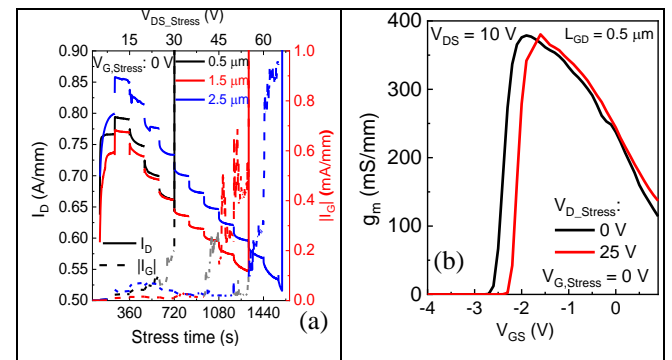 V_DS_Stress (V)
15 30 45 60
0.90
0.85
0.80
0.75
0.70
0.65
0.60
0.55
0.50
I_D (A/mm)
V_G,Stress: 0 V
0.5 μm
1.5 μm
2.5 μm
I_D
|I_G|
1.0
0.8
0.6
0.4
0.2
0.0
|I_G| (mA/mm)
360 720 1080 1440
Stress time (s)
(a)
400
350
300
250
200
150
100
50
0
g_m (mS/mm)
V_DS = 10 V
L_GD = 0.5 μm
V_D_Stress:
0 V
25 V
V_G,Stress = 0 V
(b)
-4 -3 -2 -1 0
V_GS (V)